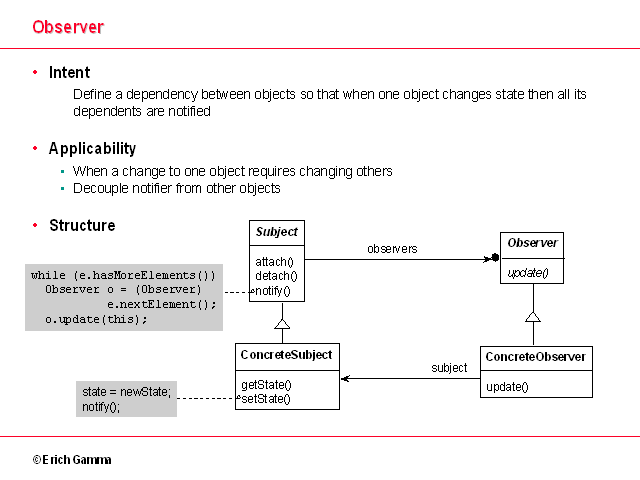 Observer
Intent
Define a dependency between objects so that when one object changes state then all its
dependents are notified
Applicability
When a change to one object requires changing others
Decouple notifier from other objects
Structure
Subject
attach()
detach()
notify()
observers
Observer
update()
while (e.hasMoreElements())
Observer o = (Observer)
e.nextElement();
o.update(this);
ConcreteSubject
getState()
setState()
subject
ConcreteObserver
update()
state = newState;
notify();
© Erich Gamma